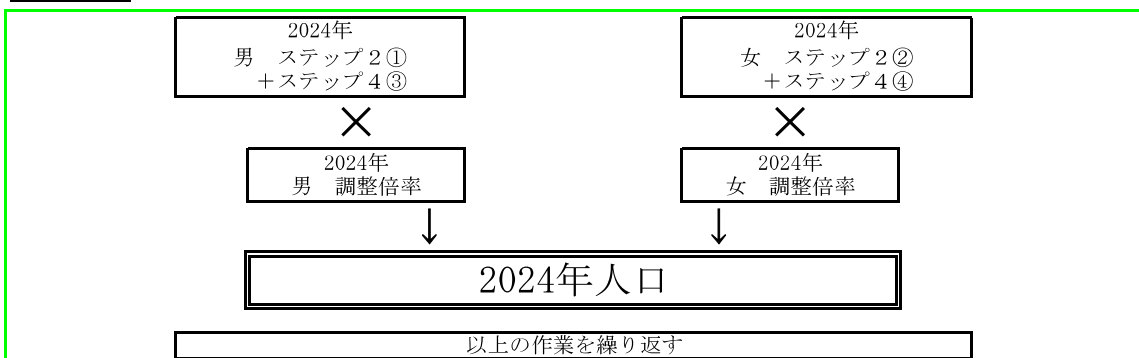 2024年
男　ステップ２①
＋ステップ４③
2024年
女　ステップ２②
＋ステップ４④
×
×
2024年
男　調整倍率
2024年
女　調整倍率
↓
↓
2024年人口
以上の作業を繰り返す